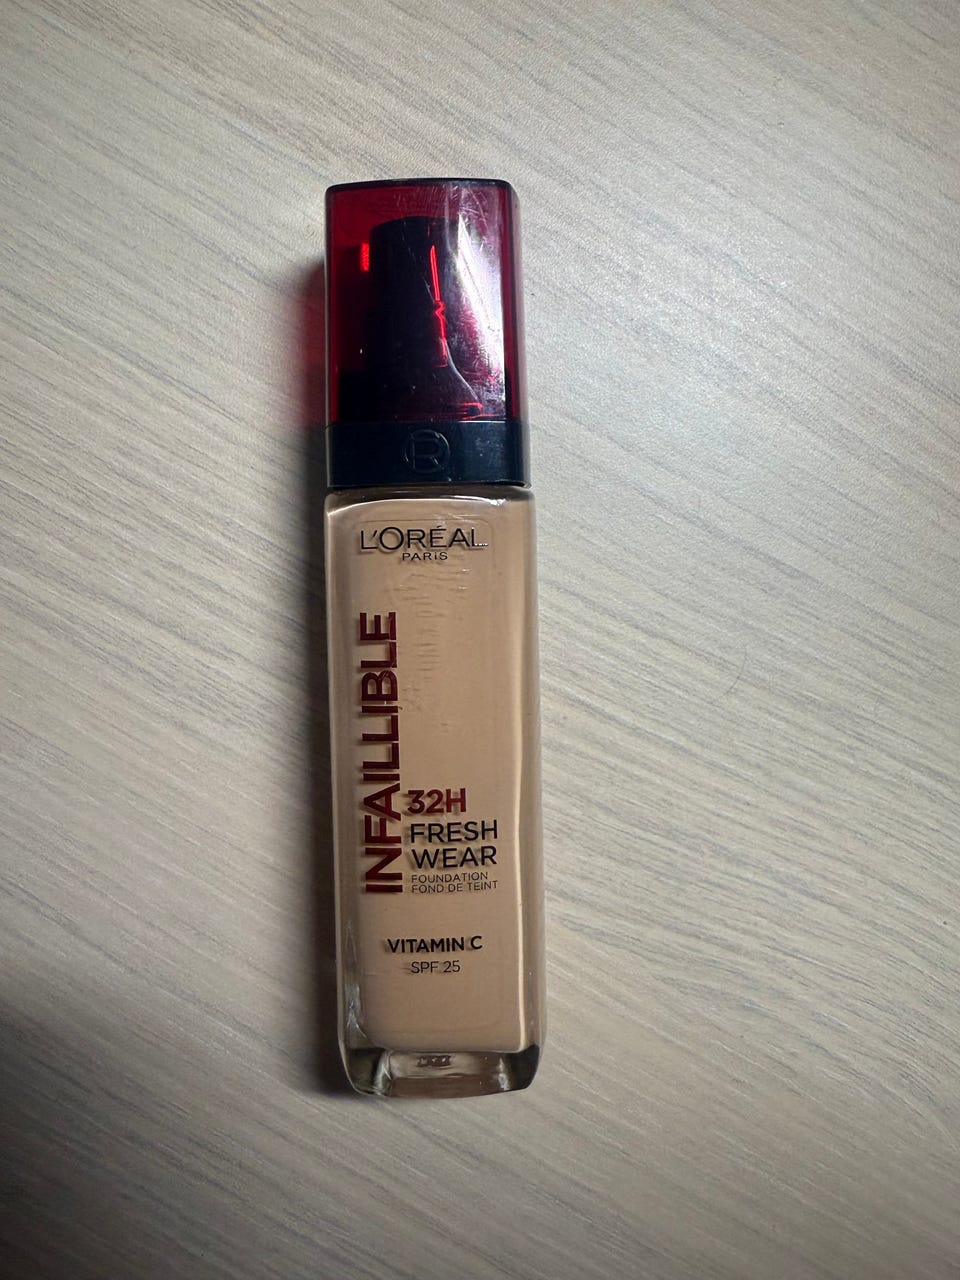 L'ORÉAL
PARIS
INFAILLIBLE
32H
FRESH
WEAR
FOUNDATION
FOND DE TEINT
VITAMIN C
SPF 25